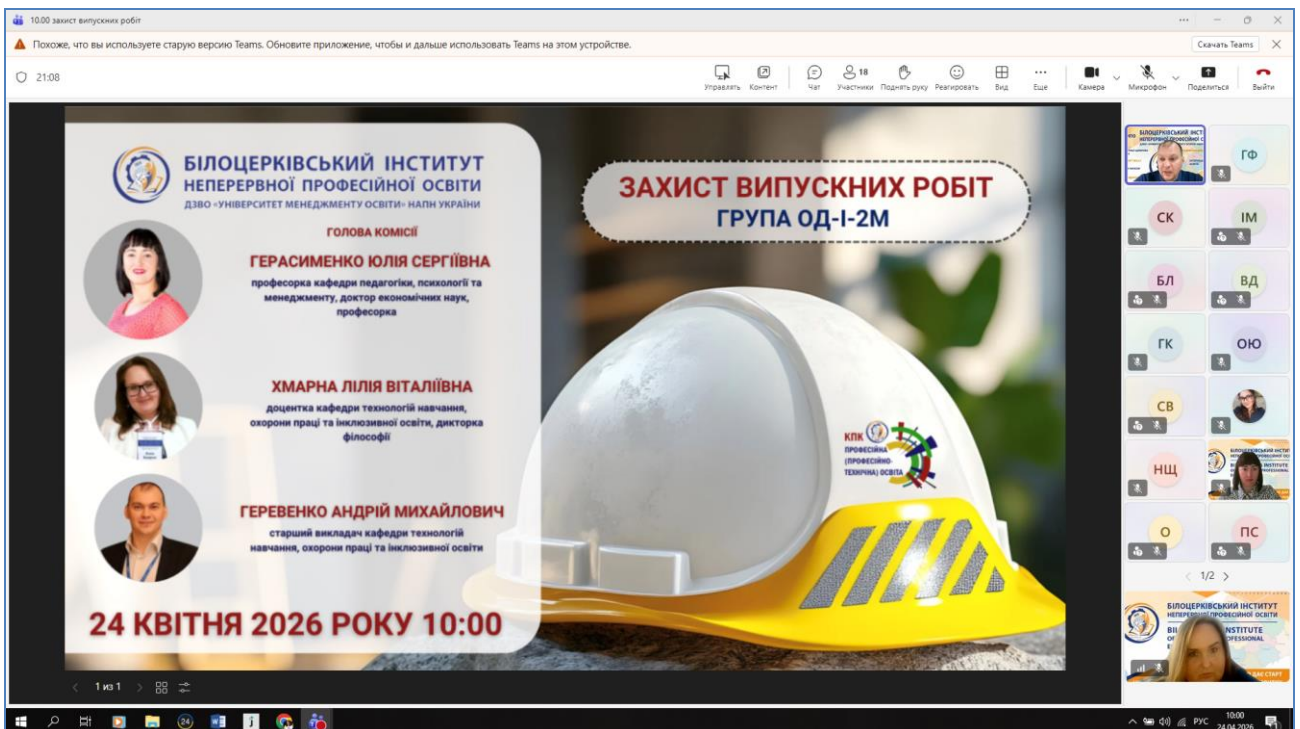 10.00 захист випускних робіт
Похоже, что вы используете старую версию Teams. Обновите приложение, чтобы и дальше использовать Teams на этом устройстве.
Скачать Teams
21:08
Управлять
Контент
Чат
18
Участники
Поднять руку
Реагировать
Вид
Еще
Камера
Микрофон
Поделиться
Выйти
БІЛОЦЕРКІВСЬКИЙ ІНСТИТУТ
НЕПЕРЕРВНОЇ ПРОФЕСІЙНОЇ ОСВІТИ
ДЗВО «УНІВЕРСИТЕТ МЕНЕДЖМЕНТУ ОСВІТИ» НАПН УКРАЇНИ
ГОЛОВА КОМІСІЇ
ГЕРАСИМЕНКО ЮЛІЯ СЕРГІЇВНА
професорка кафедри педагогіки, психології та
менеджменту, доктор економічних наук,
професорка
ХМАРНА ЛІЛІЯ ВІТАЛІЇВНА
доцентка кафедри технологій навчання,
охорони праці та інклюзивної освіти, дикторка
філософії
ГЕРЕВЕНКО АНДРІЙ МИХАЙЛОВИЧ
старший викладач кафедри технологій
навчання, охорони праці та інклюзивної освіти
24 КВІТНЯ 2026 РОКУ 10:00
ЗАХИСТ ВИПУСКНИХ РОБІТ
ГРУПА ОД-І-2М
КПК
ПРОФЕСІЙНА
(ПРОФЕСІЙНО-
ТЕХНІЧНА) ОСВІТА
ГФ
СК
ІМ
БЛ
ВД
ГК
ОЮ
СВ
НЩ
О
ПС
1/2
БІЛОЦЕРКІВСЬКИЙ ІНСТИТУТ
1 из 1
24
РУС
10:00
24.04.2026